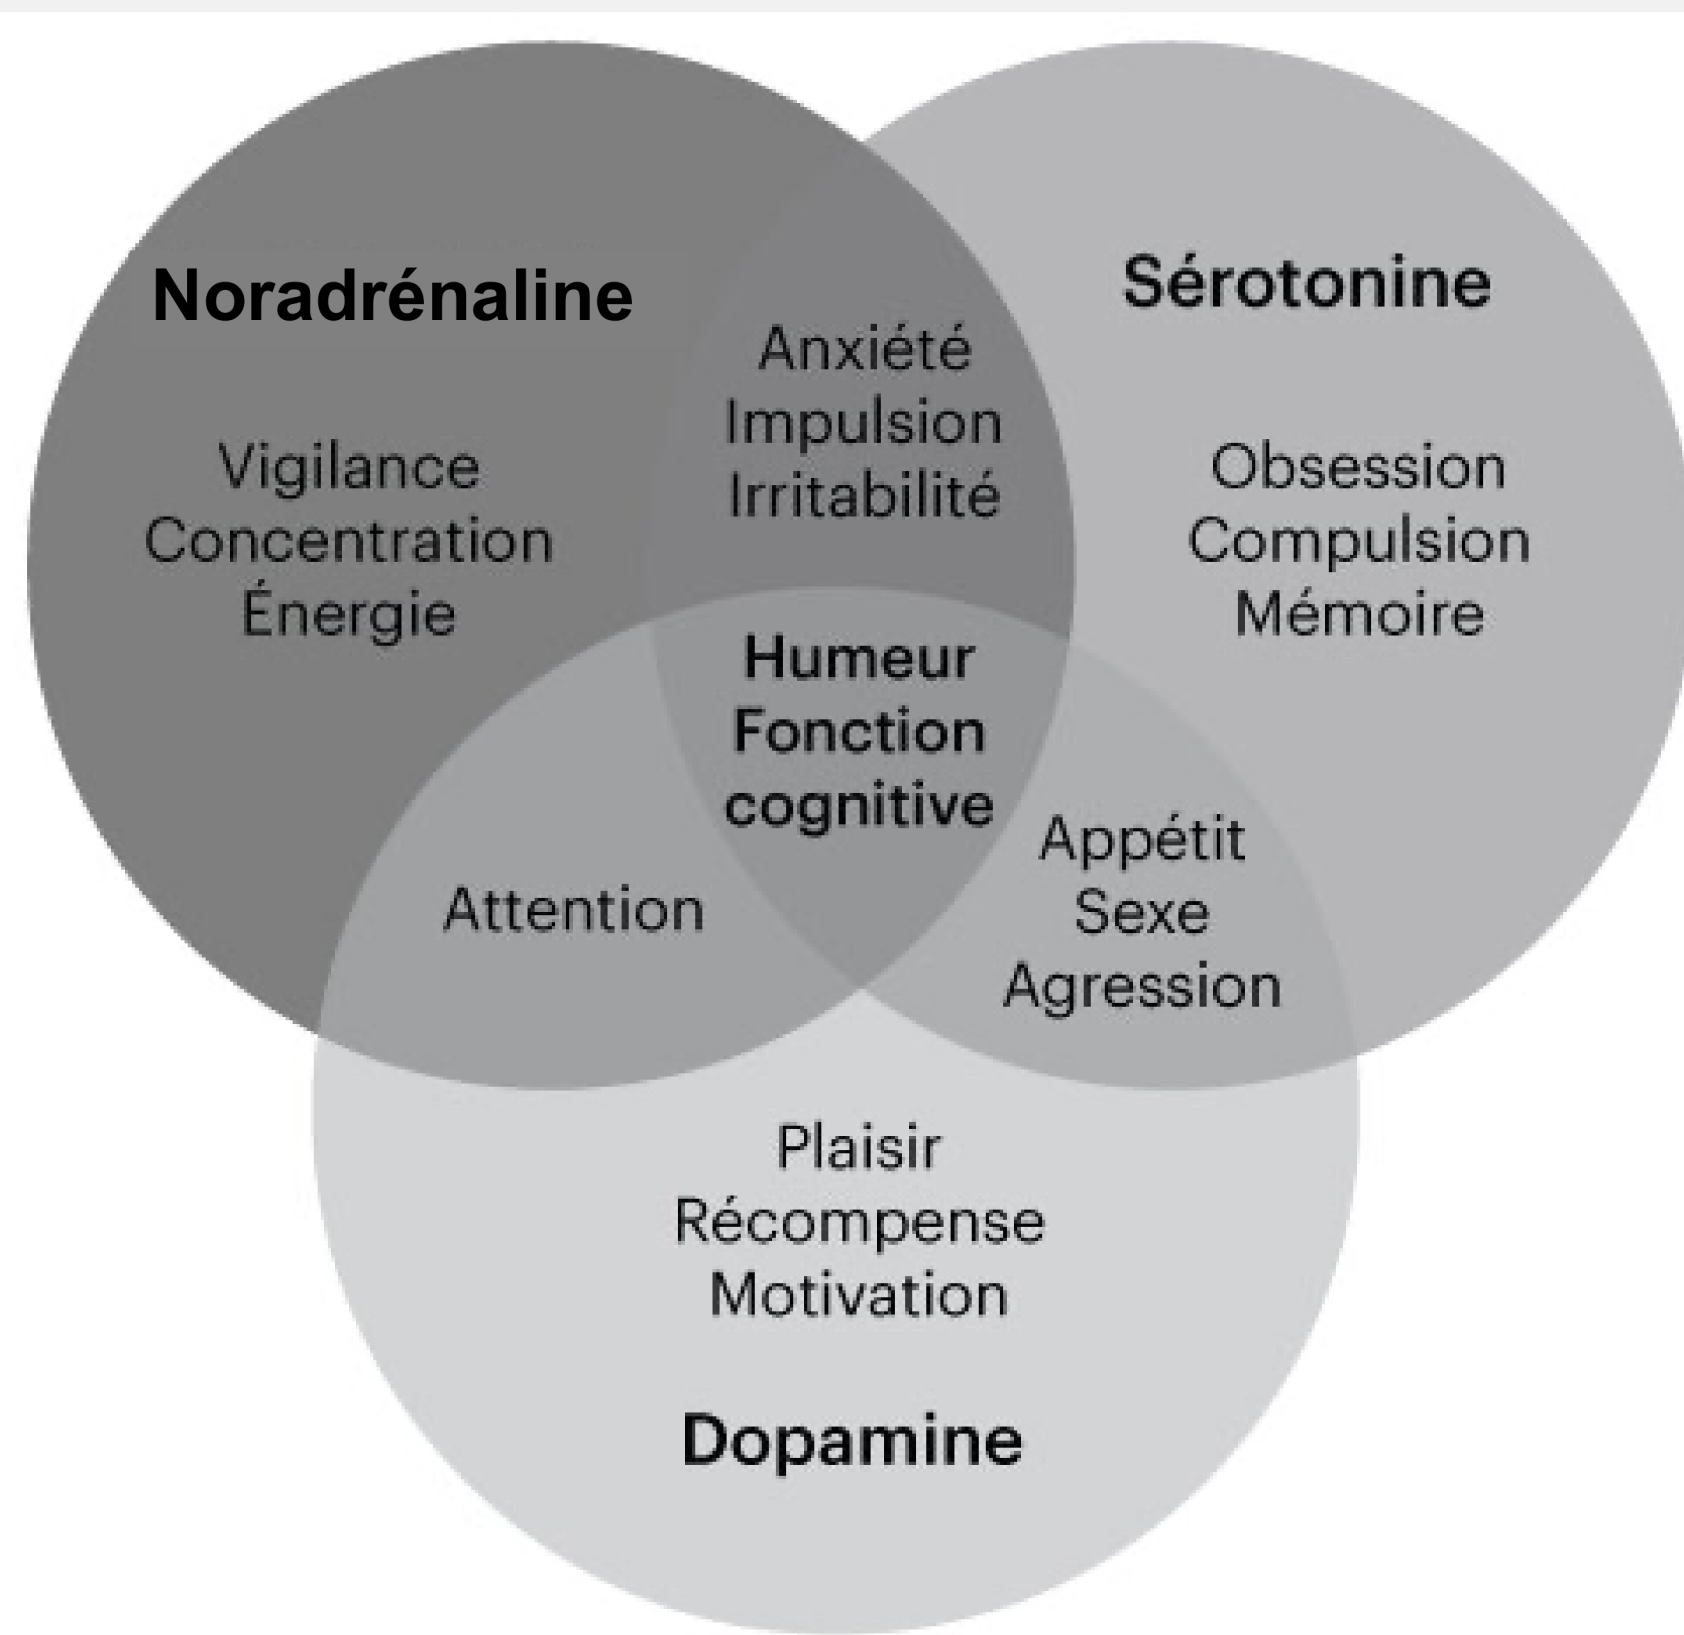 Noradrénaline
Sérotonine
Anxiété
Impulsion
Irritabilité
Vigilance
Concentration
Énergie
Obsession
Compulsion
Mémoire
Humeur
Fonction
cognitive
Attention
Appétit
Sexe
Agression
Plaisir
Récompense
Motivation
Dopamine